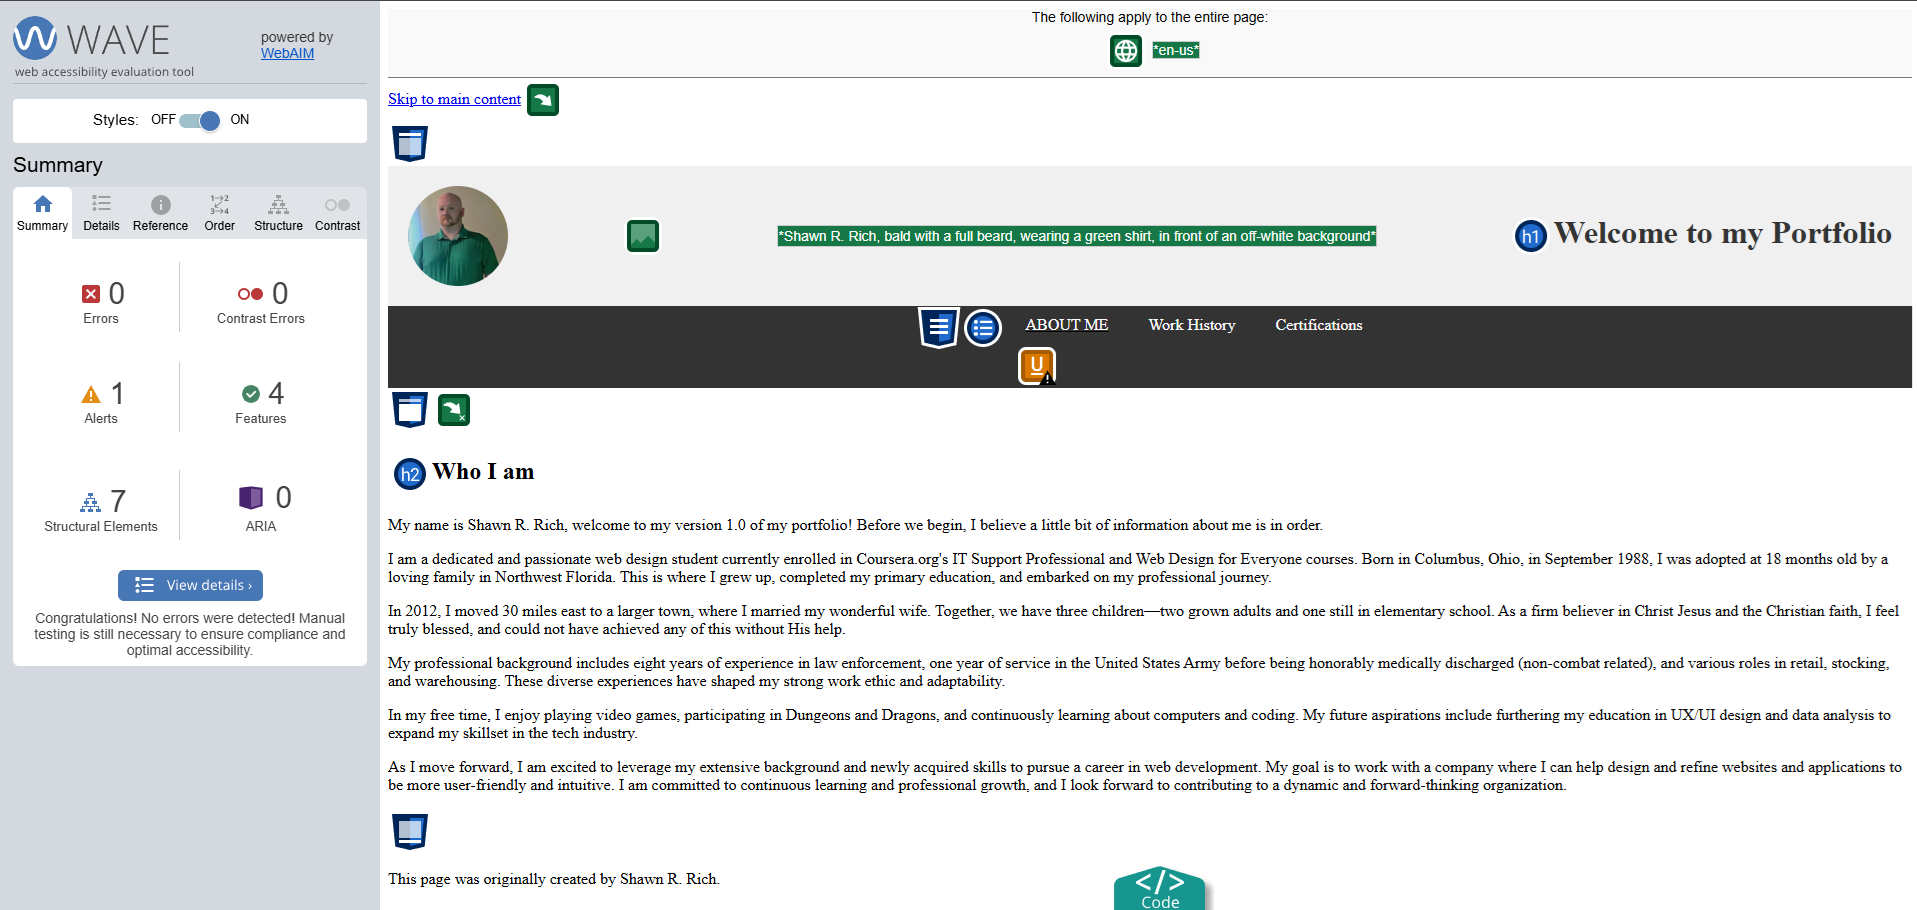 WAVE
web accessibility evaluation tool
powered by
WebAIM
Styles: OFF ON
Summary
Summary Details Reference Order Structure Contrast
1 2
3 4
0
Errors
0
Contrast Errors
1
Alerts
4
Features
7
Structural Elements
0
ARIA
View details ›
Congratulations! No errors were detected! Manual
testing is still necessary to ensure compliance and
optimal accessibility.
The following apply to the entire page:
*en-us*
Skip to main content
*Shawn R. Rich, bald with a full beard, wearing a green shirt, in front of an off-white background*
h1 Welcome to my Portfolio
ABOUT ME Work History Certifications
U
h2 Who I am
My name is Shawn R. Rich, welcome to my version 1.0 of my portfolio! Before we begin, I believe a little bit of information about me is in order.
I am a dedicated and passionate web design student currently enrolled in Coursera.org's IT Support Professional and Web Design for Everyone courses. Born in Columbus, Ohio, in September 1988, I was adopted at 18 months old by a
loving family in Northwest Florida. This is where I grew up, completed my primary education, and embarked on my professional journey.
In 2012, I moved 30 miles east to a larger town, where I married my wonderful wife. Together, we have three children—two grown adults and one still in elementary school. As a firm believer in Christ Jesus and the Christian faith, I feel
truly blessed, and could not have achieved any of this without His help.
My professional background includes eight years of experience in law enforcement, one year of service in the United States Army before being honorably medically discharged (non-combat related), and various roles in retail, stocking,
and warehousing. These diverse experiences have shaped my strong work ethic and adaptability.
In my free time, I enjoy playing video games, participating in Dungeons and Dragons, and continuously learning about computers and coding. My future aspirations include furthering my education in UX/UI design and data analysis to
expand my skillset in the tech industry.
As I move forward, I am excited to leverage my extensive background and newly acquired skills to pursue a career in web development. My goal is to work with a company where I can help design and refine websites and applications to
be more user-friendly and intuitive. I am committed to continuous learning and professional growth, and I look forward to contributing to a dynamic and forward-thinking organization.
This page was originally created by Shawn R. Rich.
</>
Code